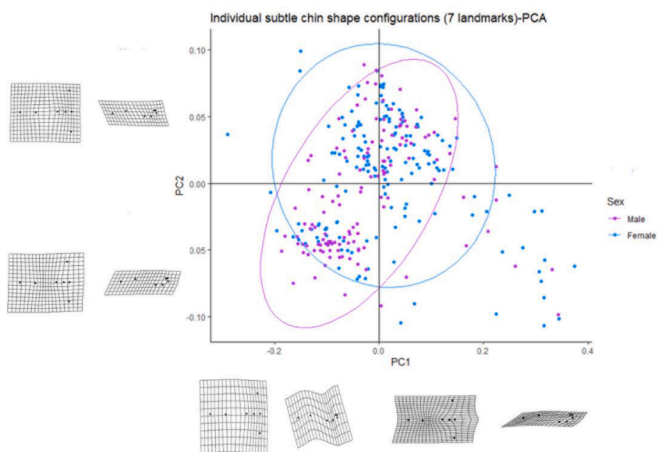 Individual subtle chin shape configurations (7 landmarks)-PCA
0.10
0.05
0.00
0.05
-0.10
PC2
-0.2
0.0
0.2
0.4
PC1
Sex
Male
Female